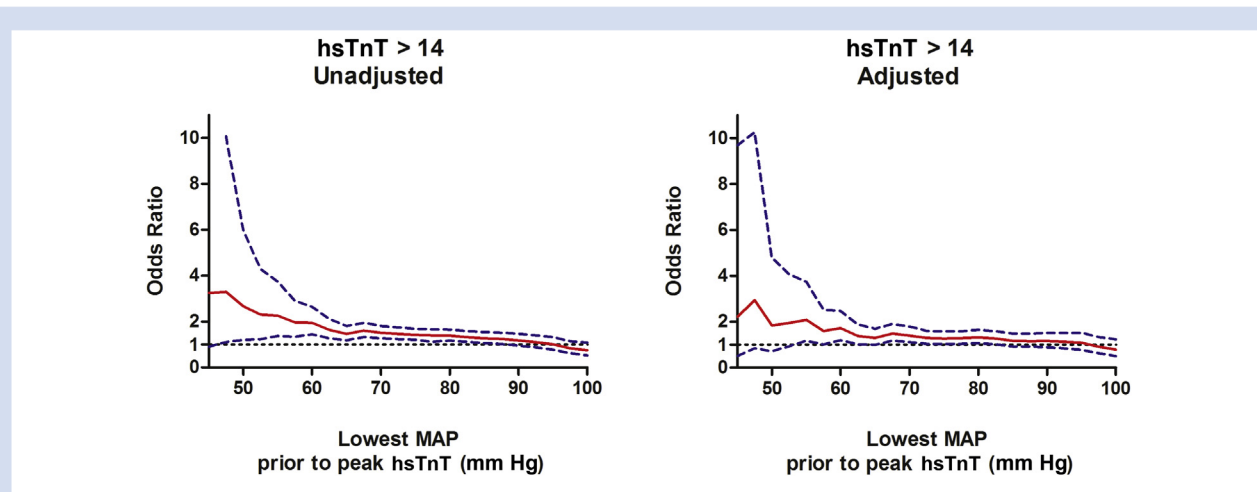 hsTnT > 14
Unadjusted
Odds Ratio
10
8
6
4
2
1
0
50
60
70
80
90
100
Lowest MAP
prior to peak hsTnT (mm Hg)
hsTnT > 14
Adjusted
Odds Ratio
10
8
6
4
2
1
0
50
60
70
80
90
100
Lowest MAP
prior to peak hsTnT (mm Hg)